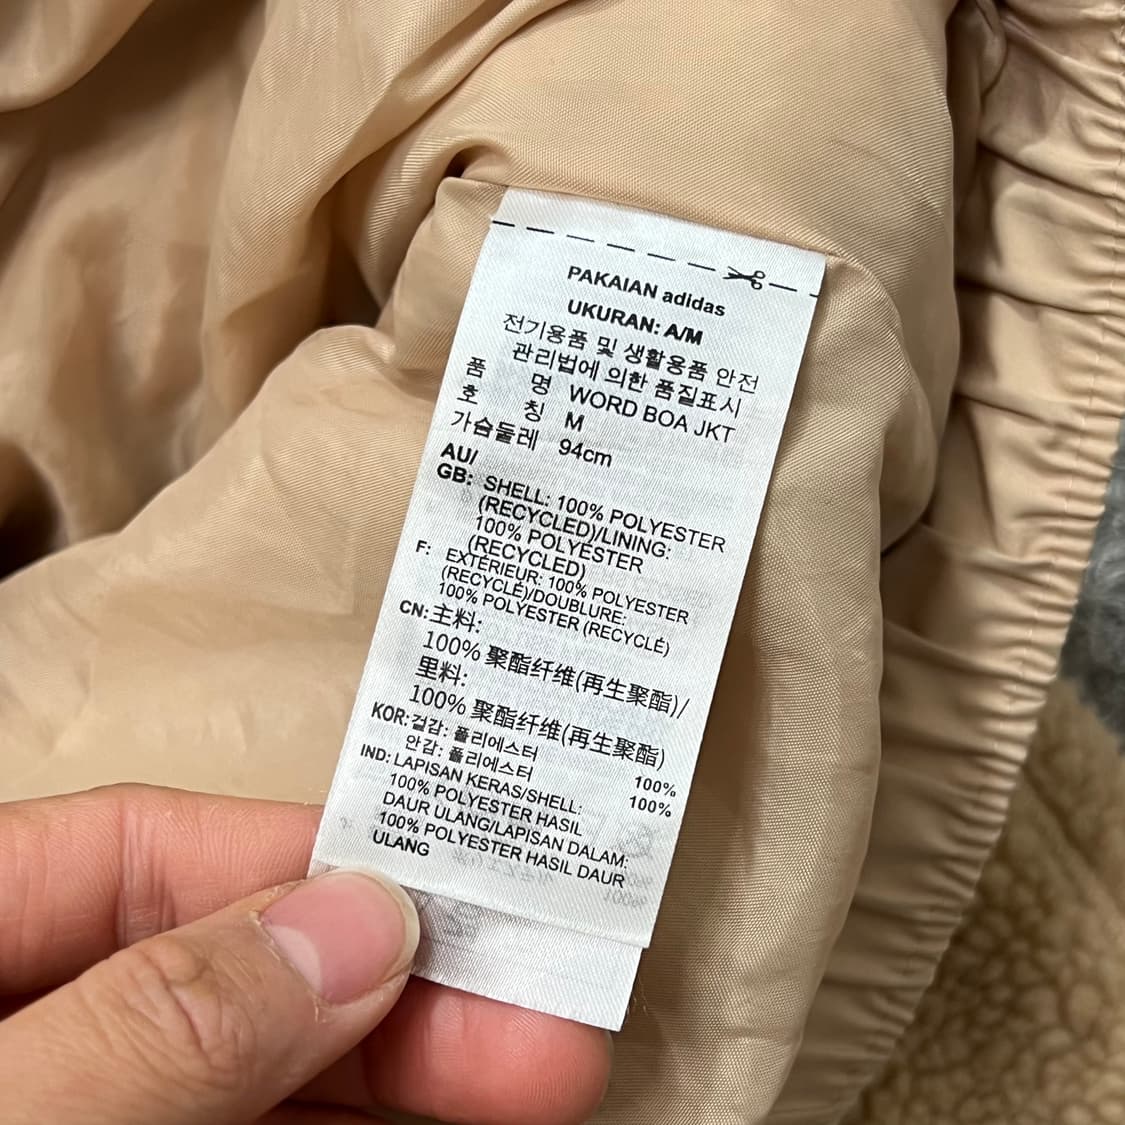 PAKAIAN adidas
UKURAN: A/M
전기용품 및 생활용품 안전
관리법에 의한 품질표시
품 명 WORD BOA JKT
호 칭 M
가슴둘레 94cm
AU/
GB: SHELL: 100% POLYESTER
(RECYCLED)/LINING:
100% POLYESTER
(RECYCLED)
F: EXTÉRIEUR: 100% POLYESTER
(RECYCLÉ)/DOUBLURE:
100% POLYESTER (RECYCLÉ)
CN: 主料:
100% 聚酯纤维(再生聚酯)/
里料:
100% 聚酯纤维(再生聚酯)
KOR: 겉감: 폴리에스터 100%
안감: 폴리에스터 100%
IND: LAPISAN KERAS/SHELL:
100% POLYESTER HASIL
DAUR ULANG/LAPISAN DALAM:
100% POLYESTER HASIL DAUR
ULANG